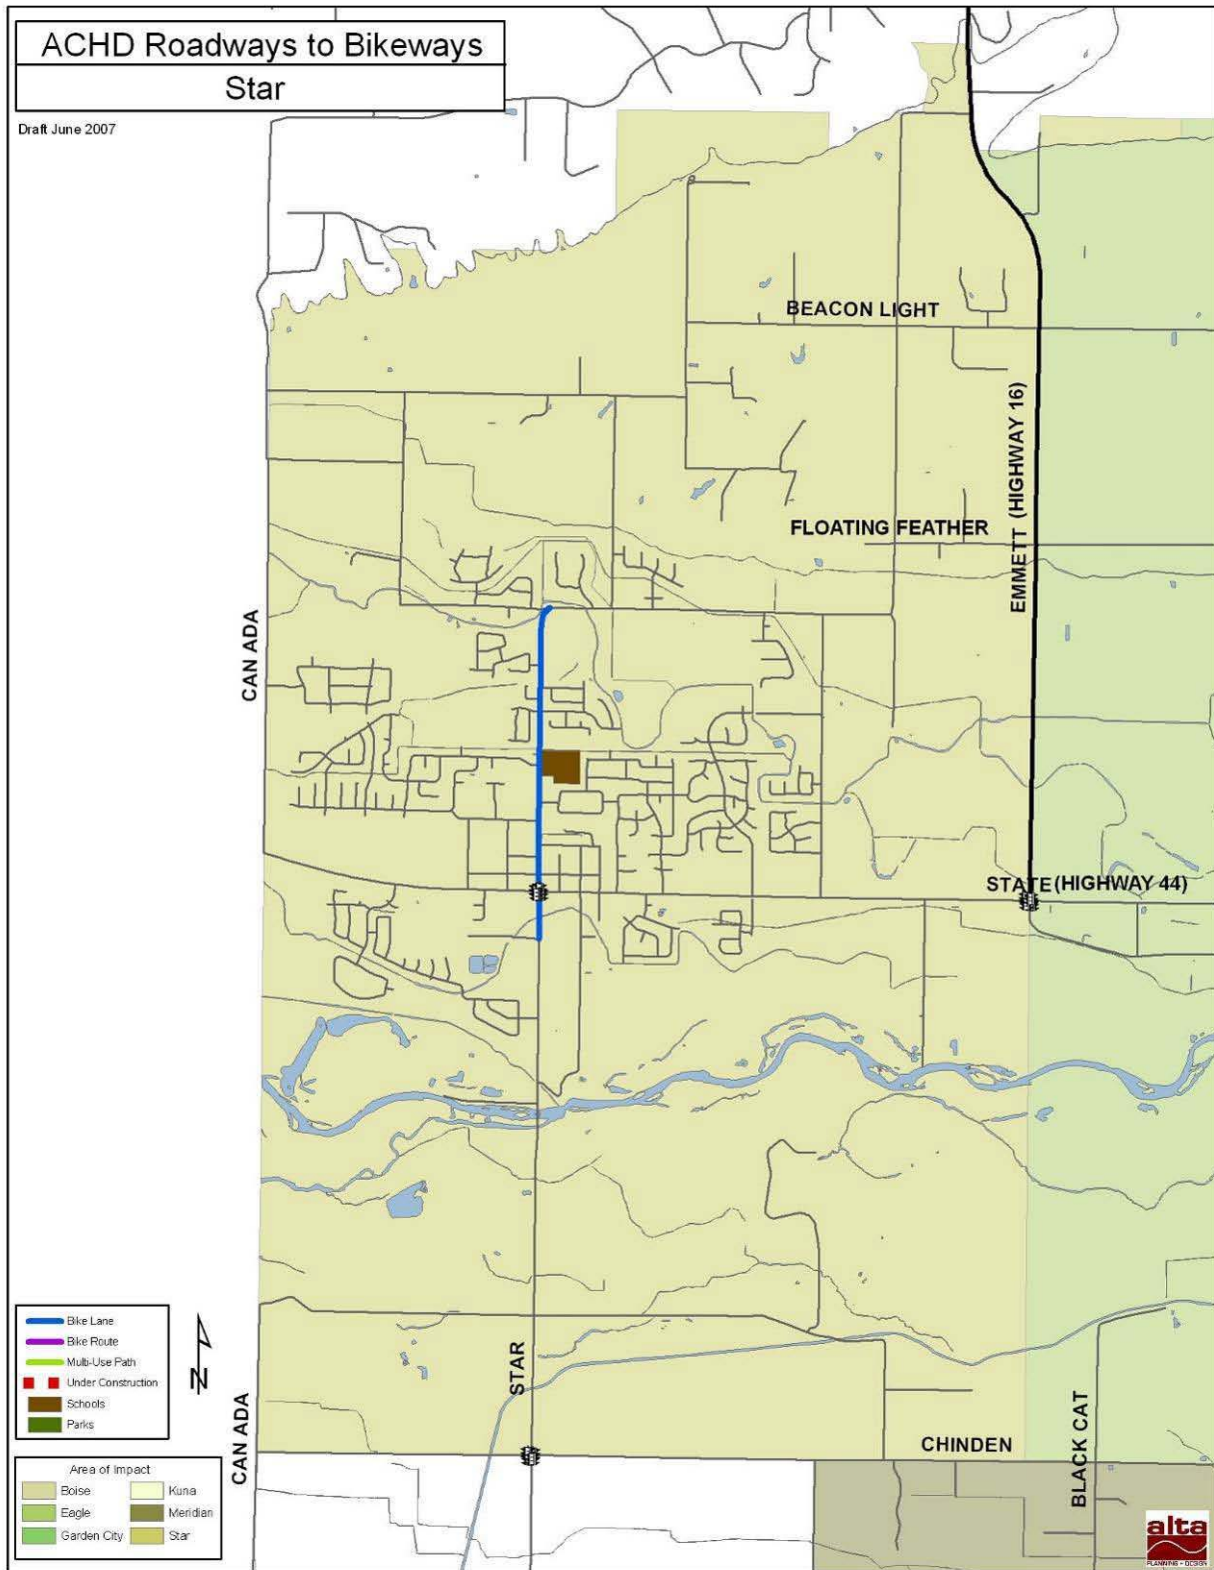 ACHD Roadways to Bikeways
Star
Draft June 2007
BEACON LIGHT
EMMETT (HIGHWAY 16)
FLOATING FEATHER
CAN ADA
STATE (HIGHWAY 44)
STAR
CAN ADA
CHINDEN
BLACK CAT
Bike Lane
Bike Route
Multi-Use Path
Under Construction
Schools
Parks
N
Area of Impact
Boise
Kuna
Eagle
Meridian
Garden City
Star
alta
PLANNING + DESIGN